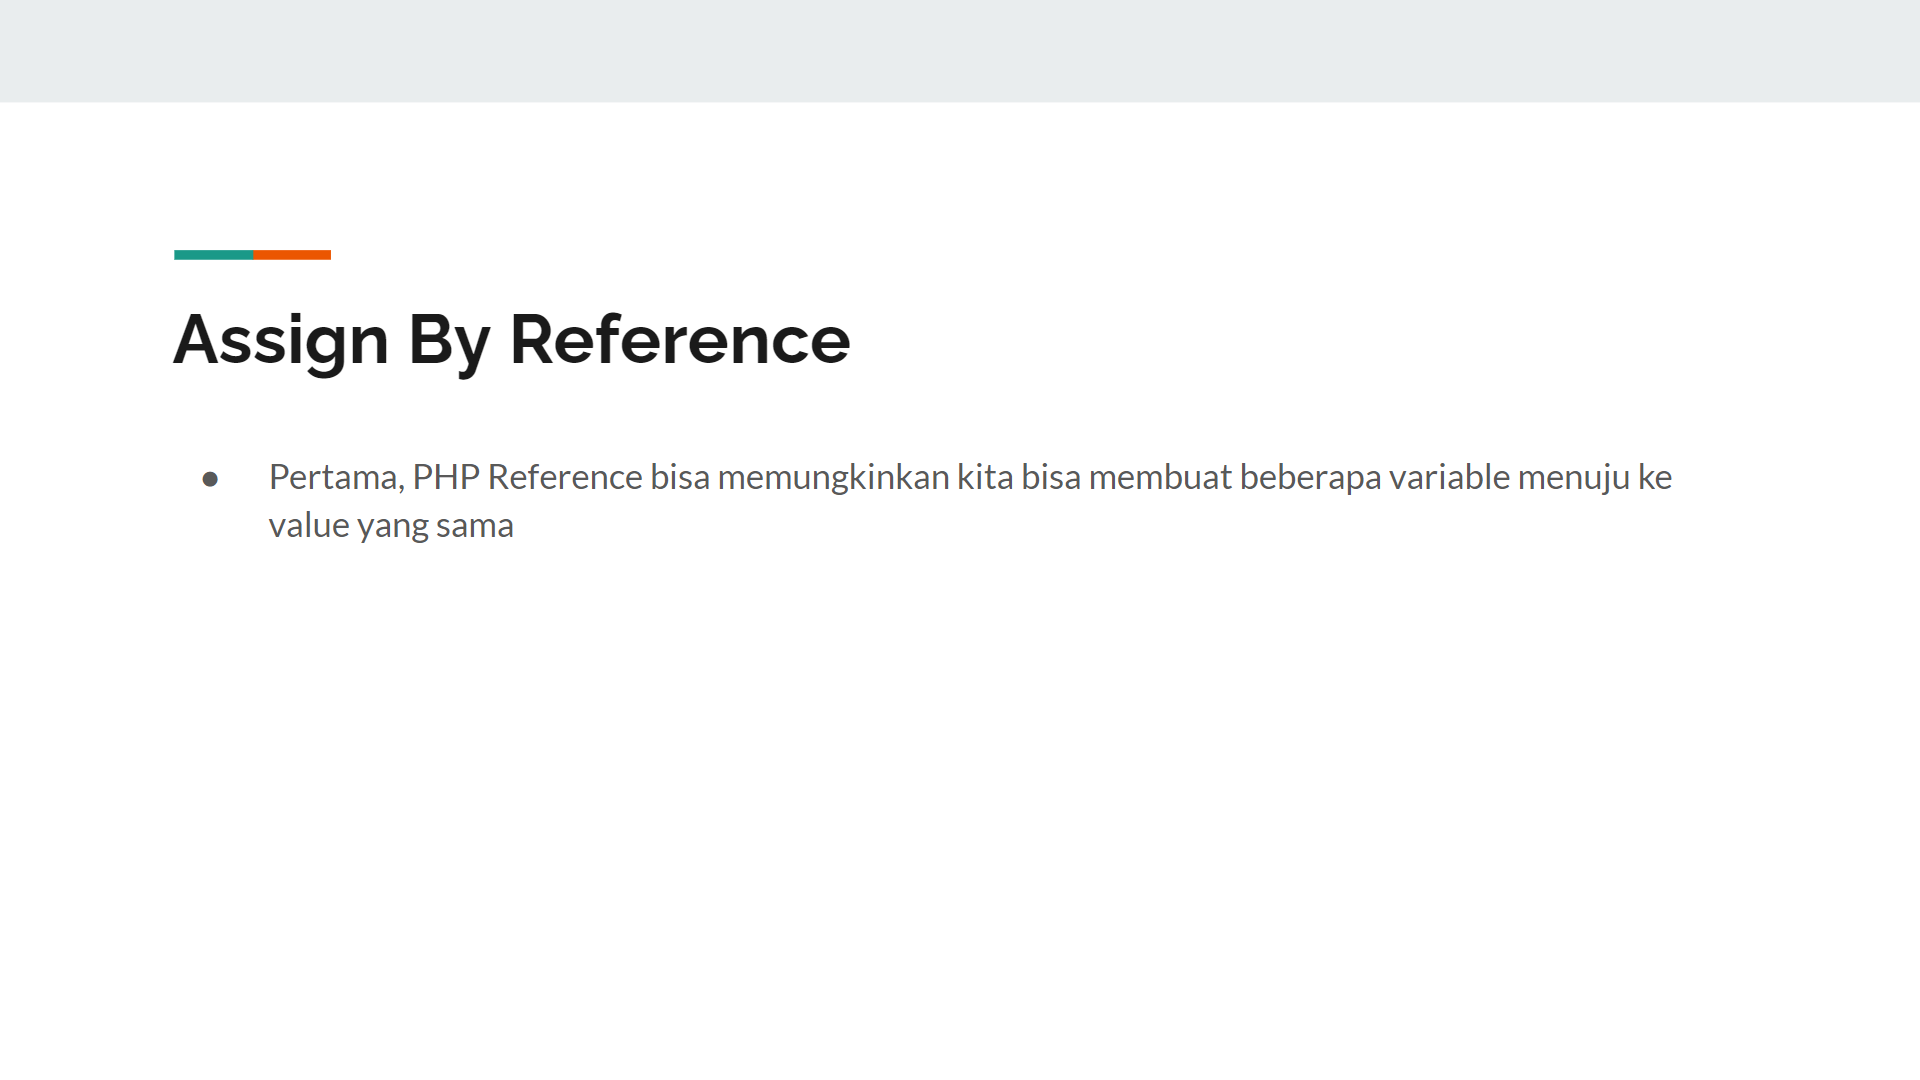 Assign By Reference
● Pertama, PHP Reference bisa memungkinkan kita bisa membuat beberapa variable menuju ke
value yang sama